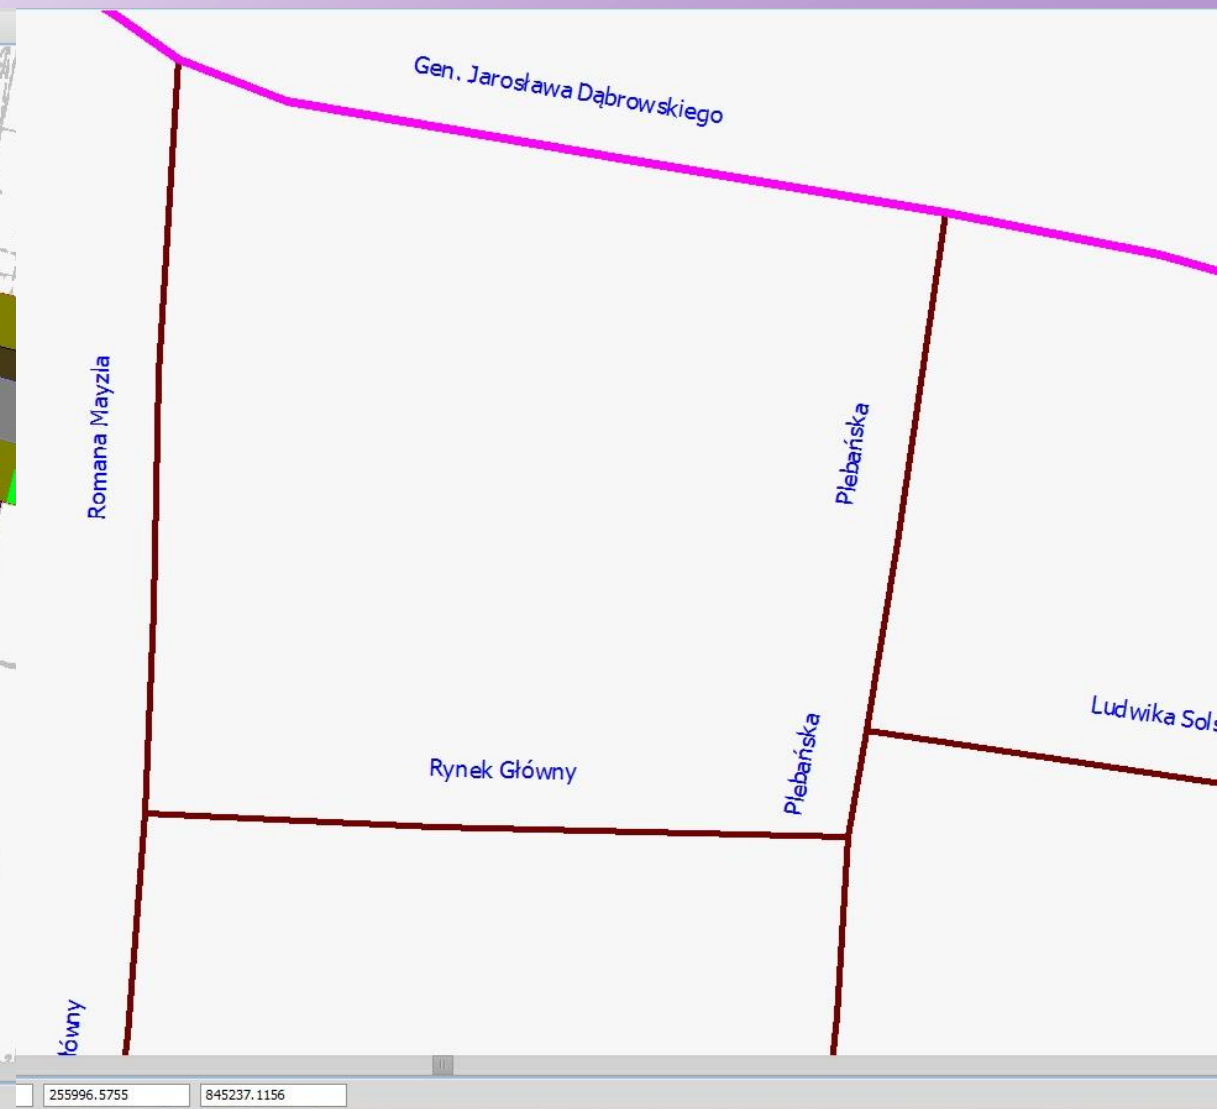 Gen. Jarosława Dąbrowskiego
Romana Mayzla
Plebańska
Ludwika Sols
Plebańska
Rynek Główny
łówny
255996.5755
845237.1156